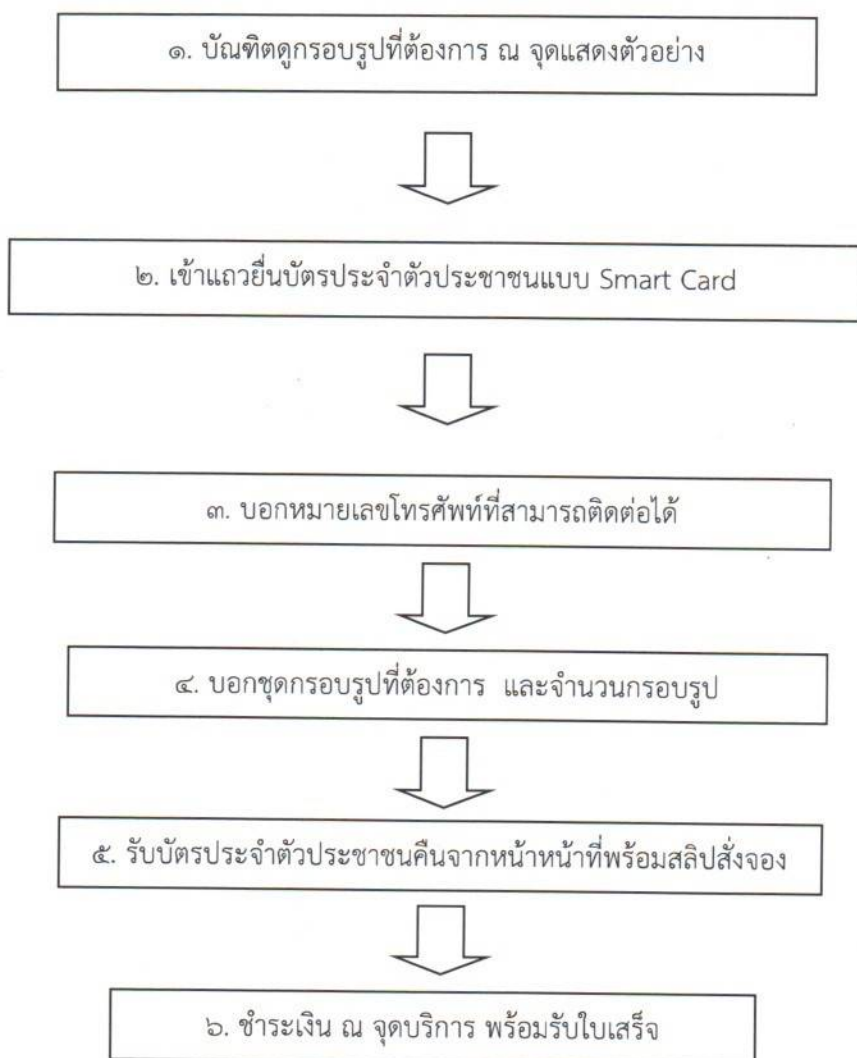 ๑. บัณฑิตดูกรอบรูปที่ต้องการ ณ จุดแสดงตัวอย่าง
๒. เข้าแถวยื่นบัตรประจำตัวประชาชนแบบ Smart Card
๓. บอกหมายเลขโทรศัพท์ที่สามารถติดต่อได้
๔. บอกชุดกรอบรูปที่ต้องการ และจำนวนกรอบรูป
๕. รับบัตรประจำตัวประชาชนคืนจากหน้าหน้าที่พร้อมสลิปสั่งจอง
๖. ชำระเงิน ณ จุดบริการ พร้อมรับใบเสร็จ